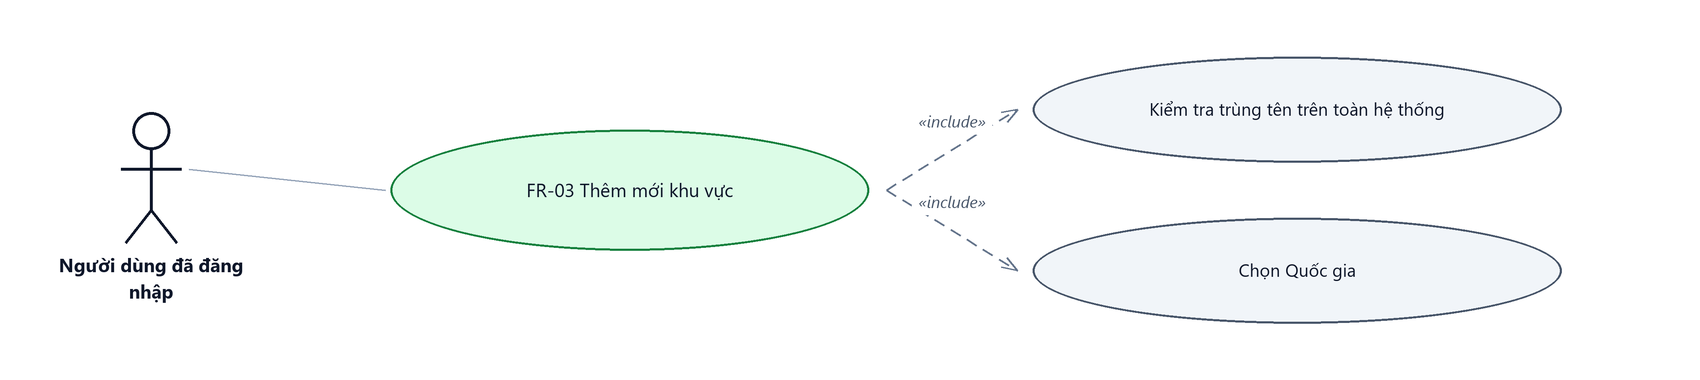 Người dùng đã đăng
nhập
FR-03 Thêm mới khu vực
«include»
«include»
Kiểm tra trùng tên trên toàn hệ thống
Chọn Quốc gia